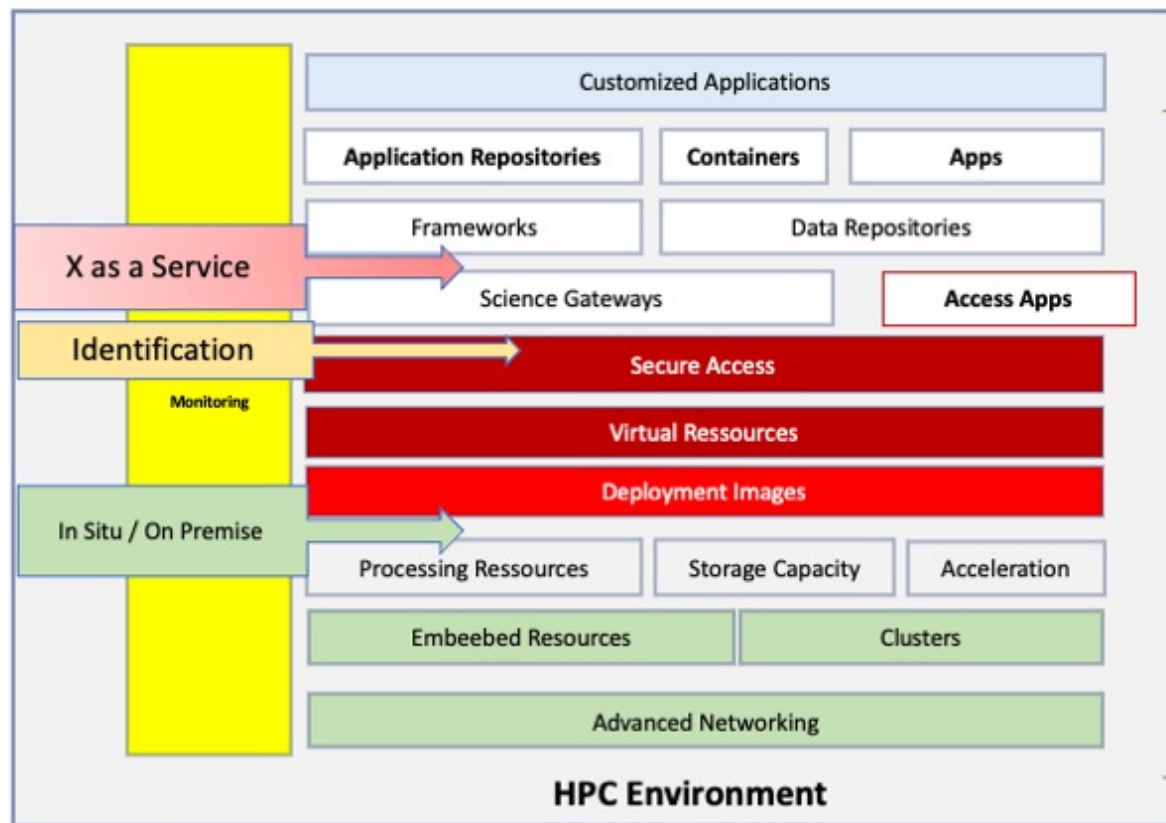 Customized Applications
Application Repositories
Containers
Apps
Frameworks
Data Repositories
X as a Service
Science Gateways
Access Apps
Identification
Secure Access
Monitoring
Virtual Ressources
Deployment Images
In Situ / On Premise
Processing Ressources
Storage Capacity
Acceleration
Embeebed Resources
Clusters
Advanced Networking
HPC Environment